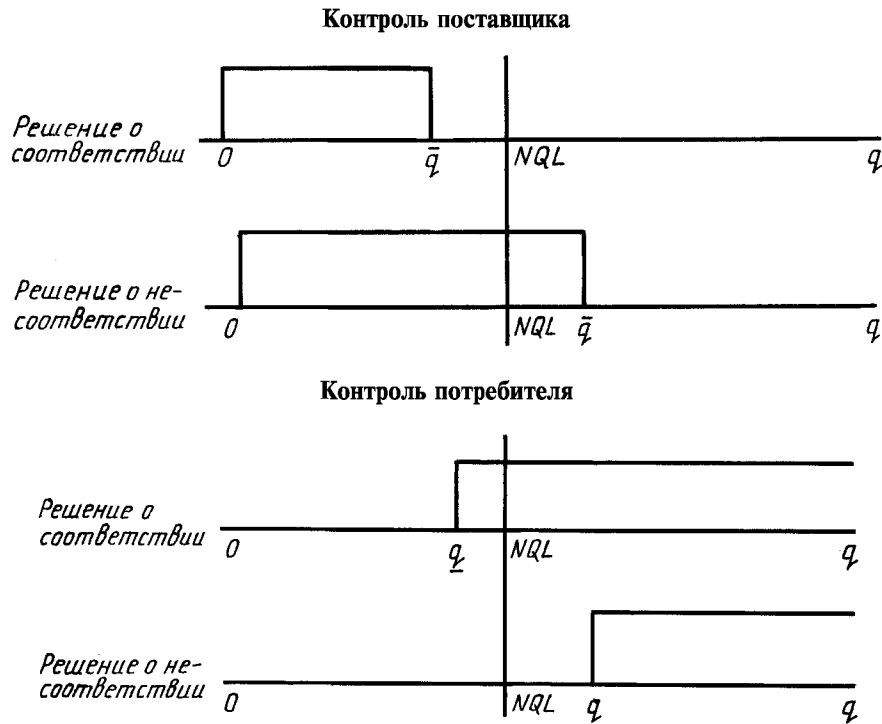 Контроль поставщика
Решение о
соответствии
0 q̄ NQL q
Решение о не-
соответствии
0 NQL q̄ q
Контроль потребителя
Решение о
соответствии
0 q̲ NQL q
Решение о не-
соответствии
0 NQL q q